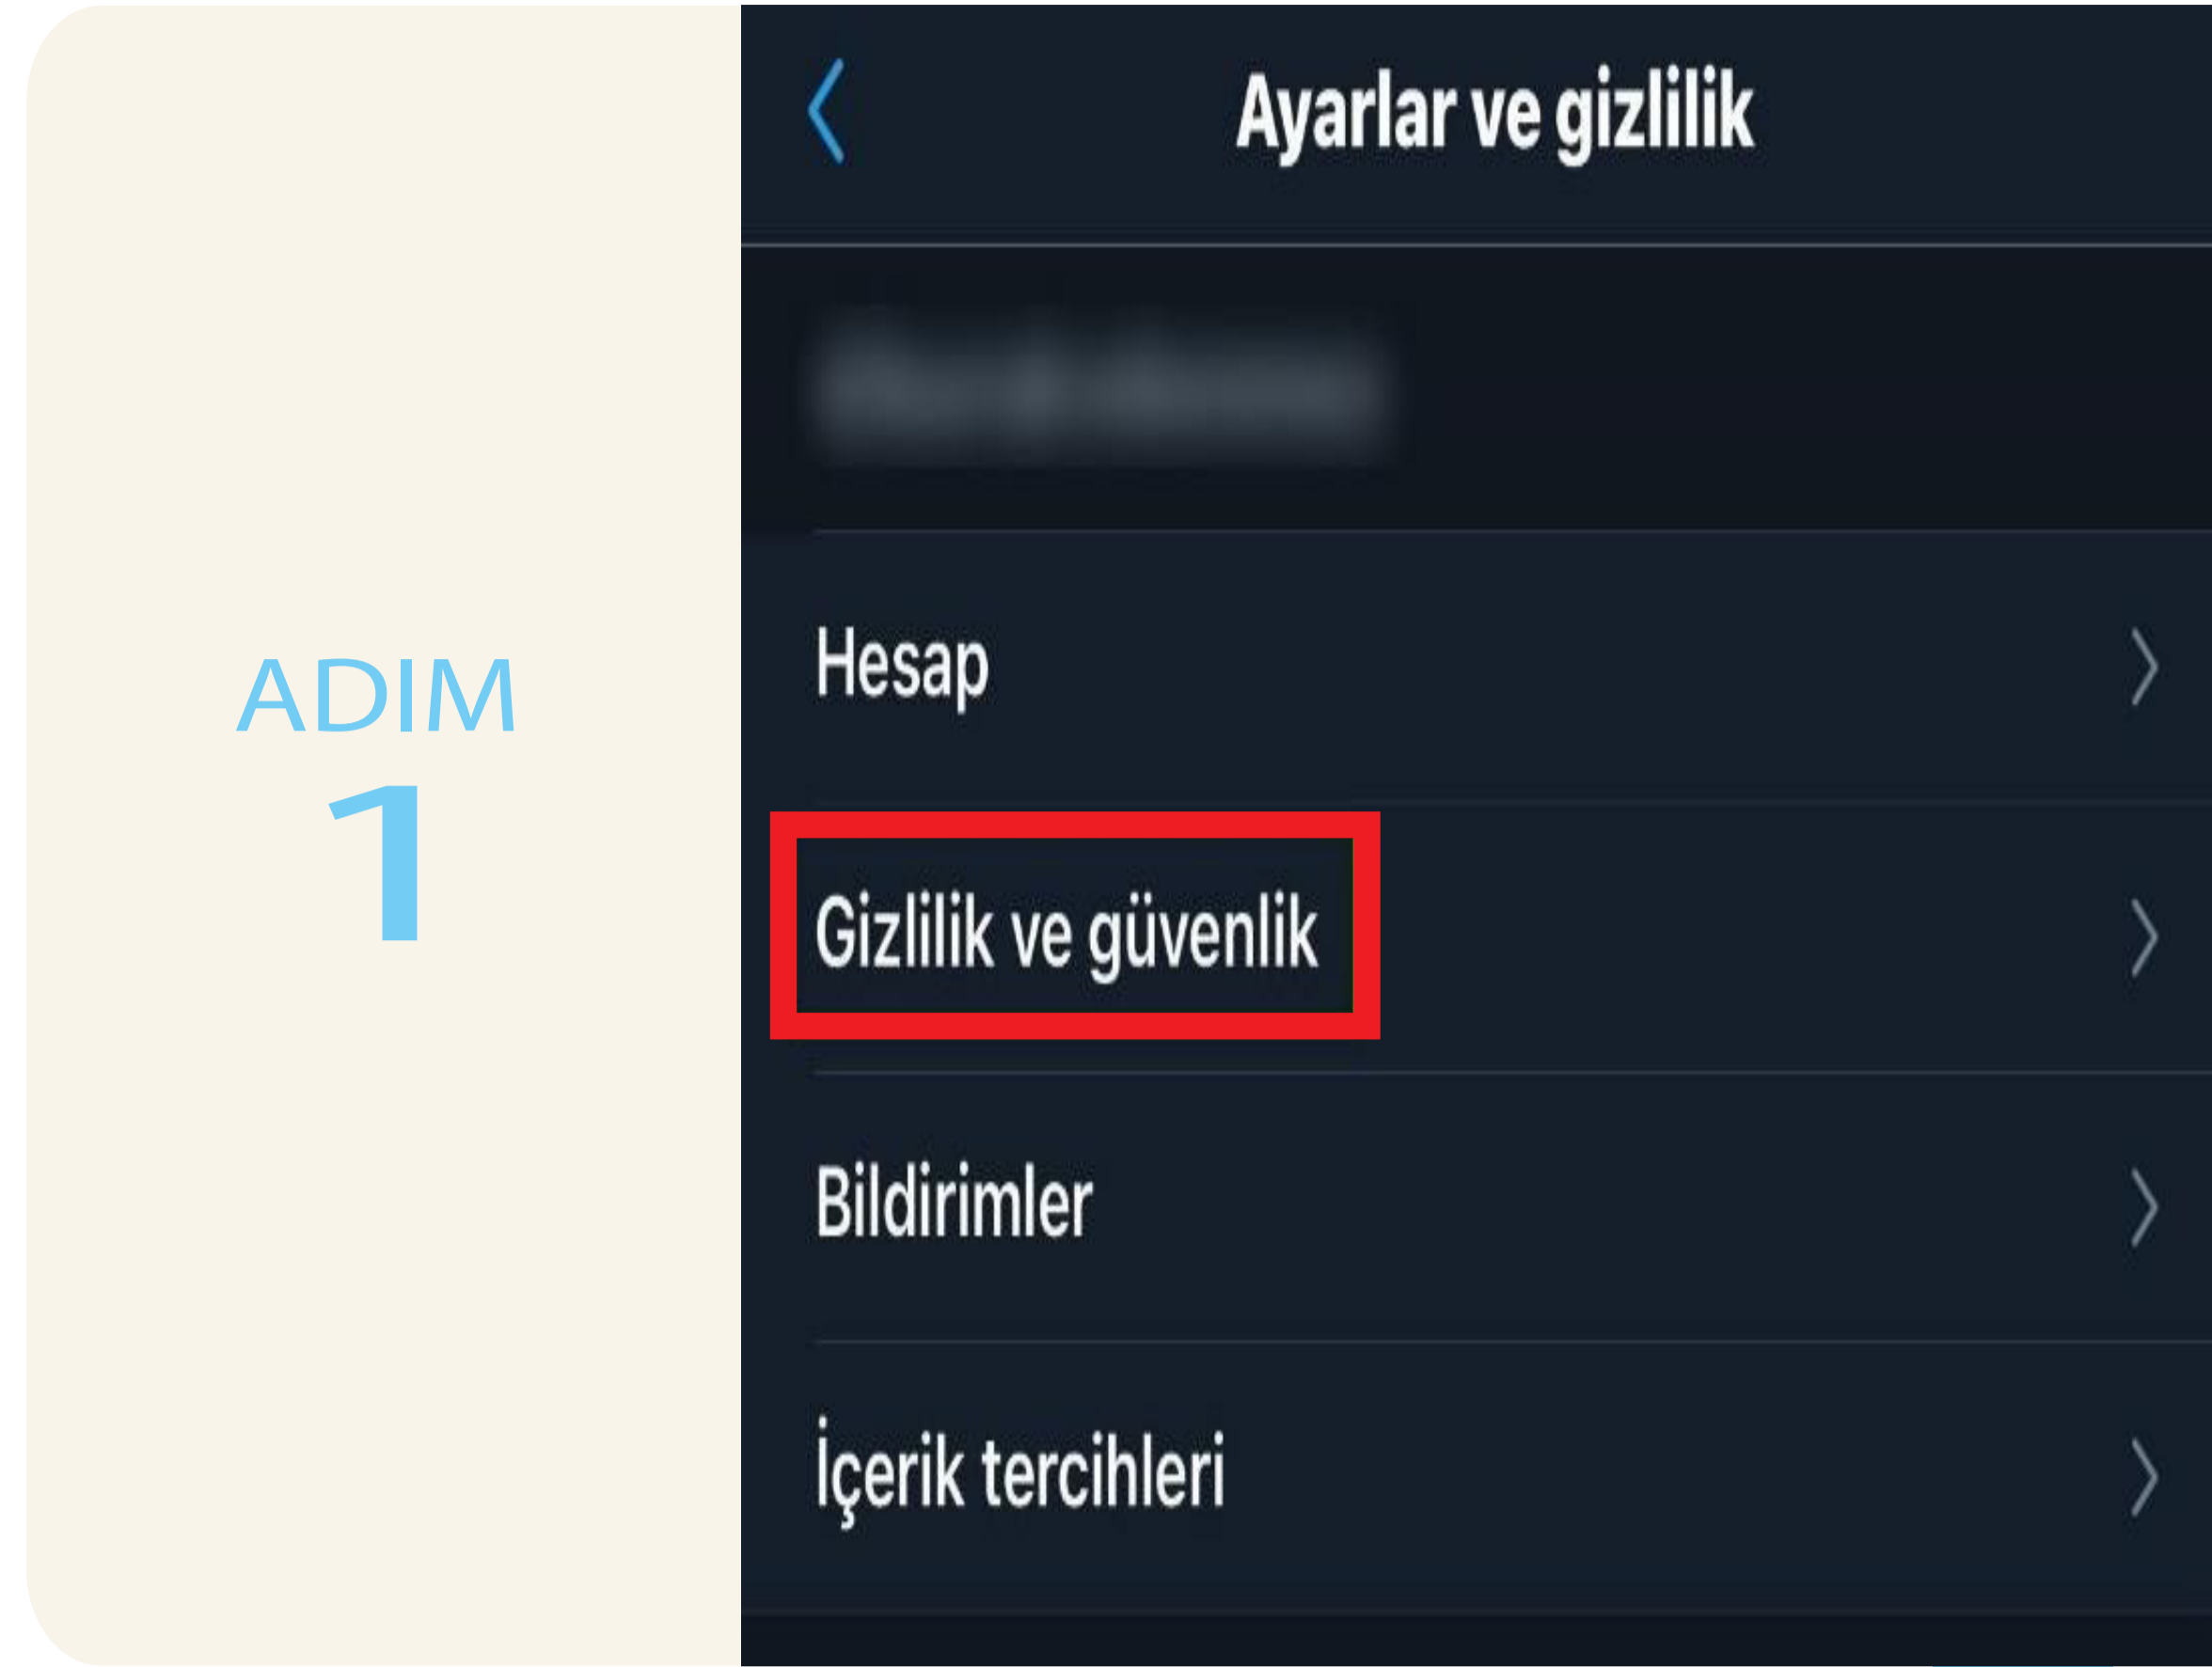 ADIM
1
Ayarlar ve gizlilik
Hesap
Gizlilik ve güvenlik
Bildirimler
İçerik tercihleri